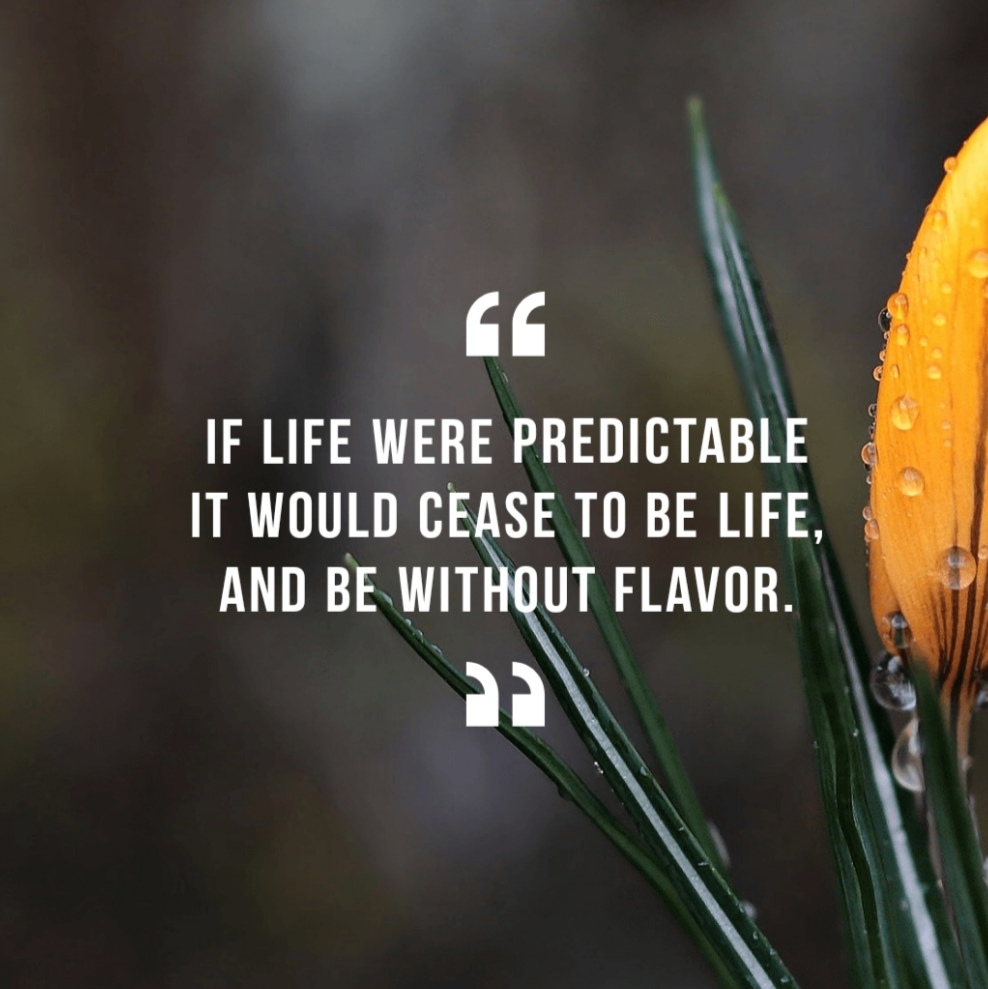 “
IF LIFE WERE PREDICTABLE
IT WOULD CEASE TO BE LIFE,
AND BE WITHOUT FLAVOR.
”